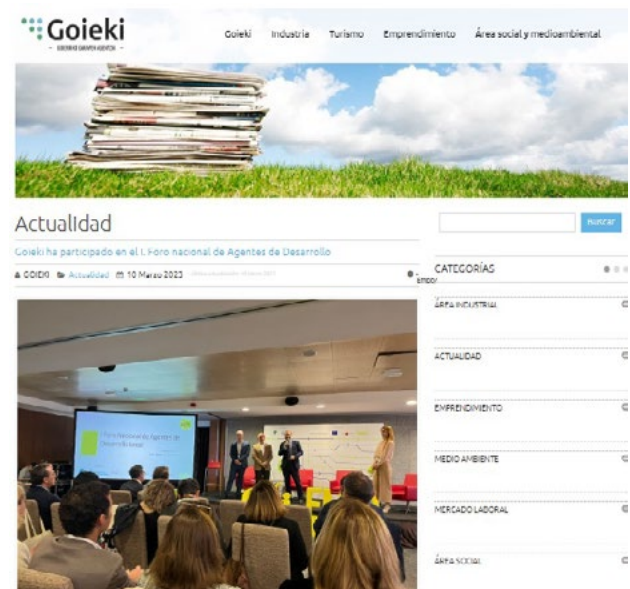 Goieki
Goieki Industria Turismo Emprendimiento Área social y medioambiental
Actualidad
Buscar
Goieki ha participado en el I. Foro nacional de Agentes de Desarrollo
GOIEKI Actualidad 10 Marzo 2023
CATEGORÍAS
ÁREA INDUSTRIAL
ACTUALIDAD
EMPRENDIMIENTO
MEDIO AMBIENTE
MERCADO LABORAL
ÁREA SOCIAL